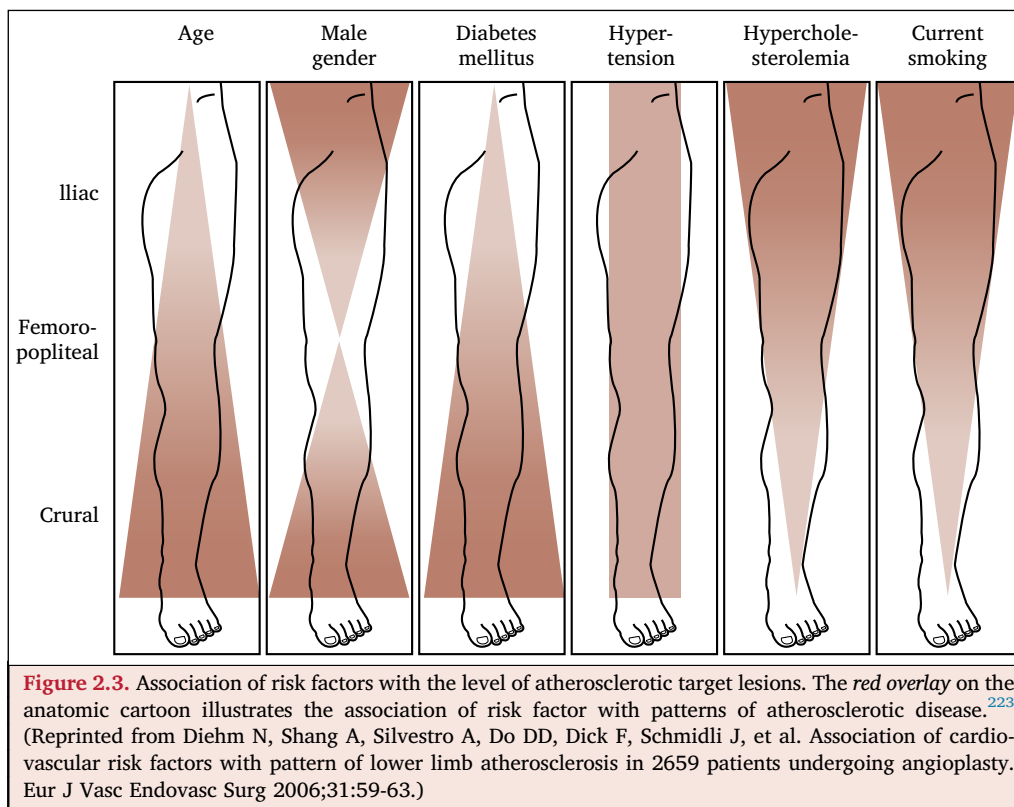 Age
Male
gender
Diabetes
mellitus
Hyper-
tension
Hyperchole-
sterolemia
Current
smoking
Iliac
Femoro-
popliteal
Crural
Figure 2.3. Association of risk factors with the level of atherosclerotic target lesions. The red overlay on the
anatomic cartoon illustrates the association of risk factor with patterns of atherosclerotic disease.223
(Reprinted from Diehm N, Shang A, Silvestro A, Do DD, Dick F, Schmidli J, et al. Association of cardio-
vascular risk factors with pattern of lower limb atherosclerosis in 2659 patients undergoing angioplasty.
Eur J Vasc Endovasc Surg 2006;31:59-63.)